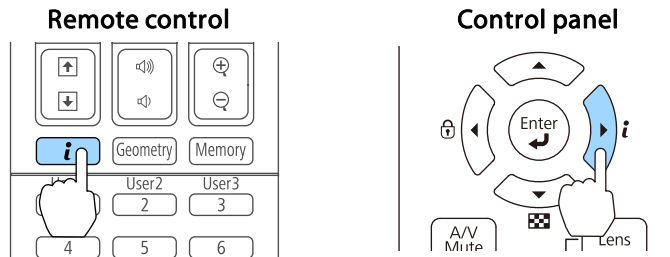 Remote control
Control panel
i
Geometry
Memory
User2
User3
2
3
4
5
6
Enter
i
A/V
Mute
Lens